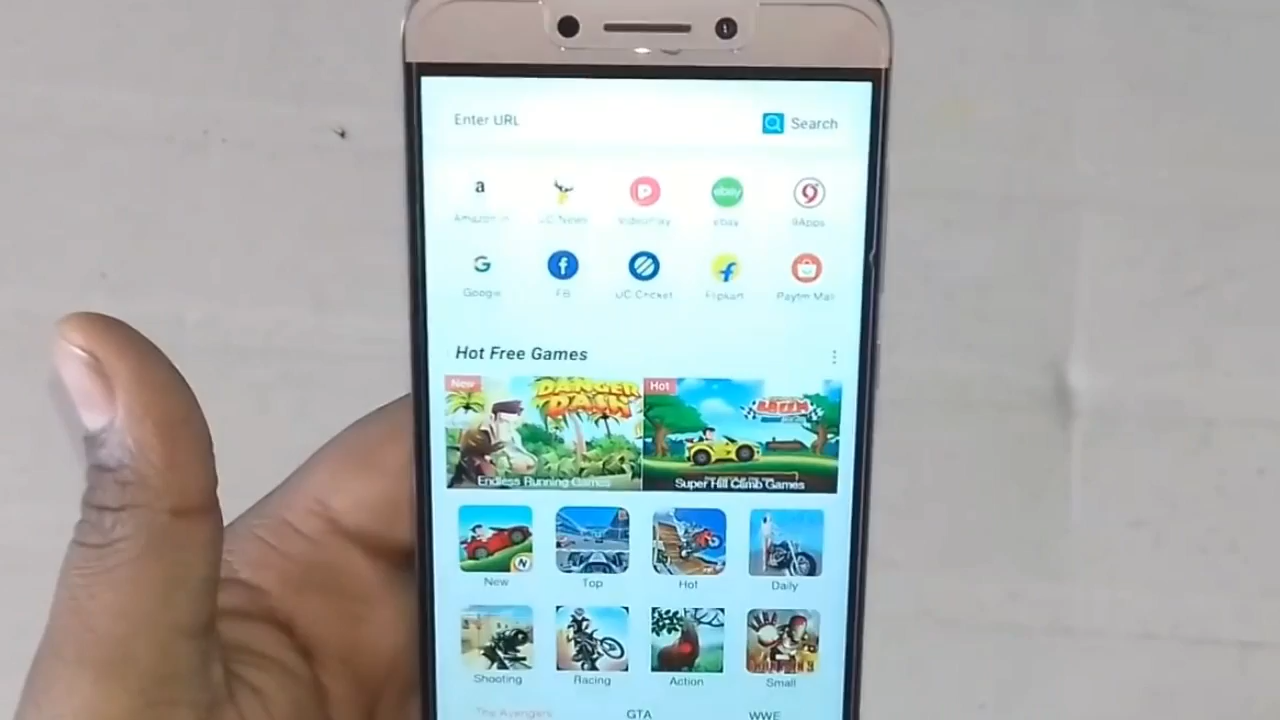 Enter URL
Search
a
ebay
9
Amazon.in
UC News
VideoPlay
ebay
9Apps
G
f
f
Google
FB
UC Cricket
Flipkart
Paytm Mall
Hot Free Games
New
DANGER
DASH
Hot
Endless Running Games
Super Hill Climb Games
N
New
Top
Hot
Daily
Shooting
Racing
Action
Small
The Avengers
GTA
WWE